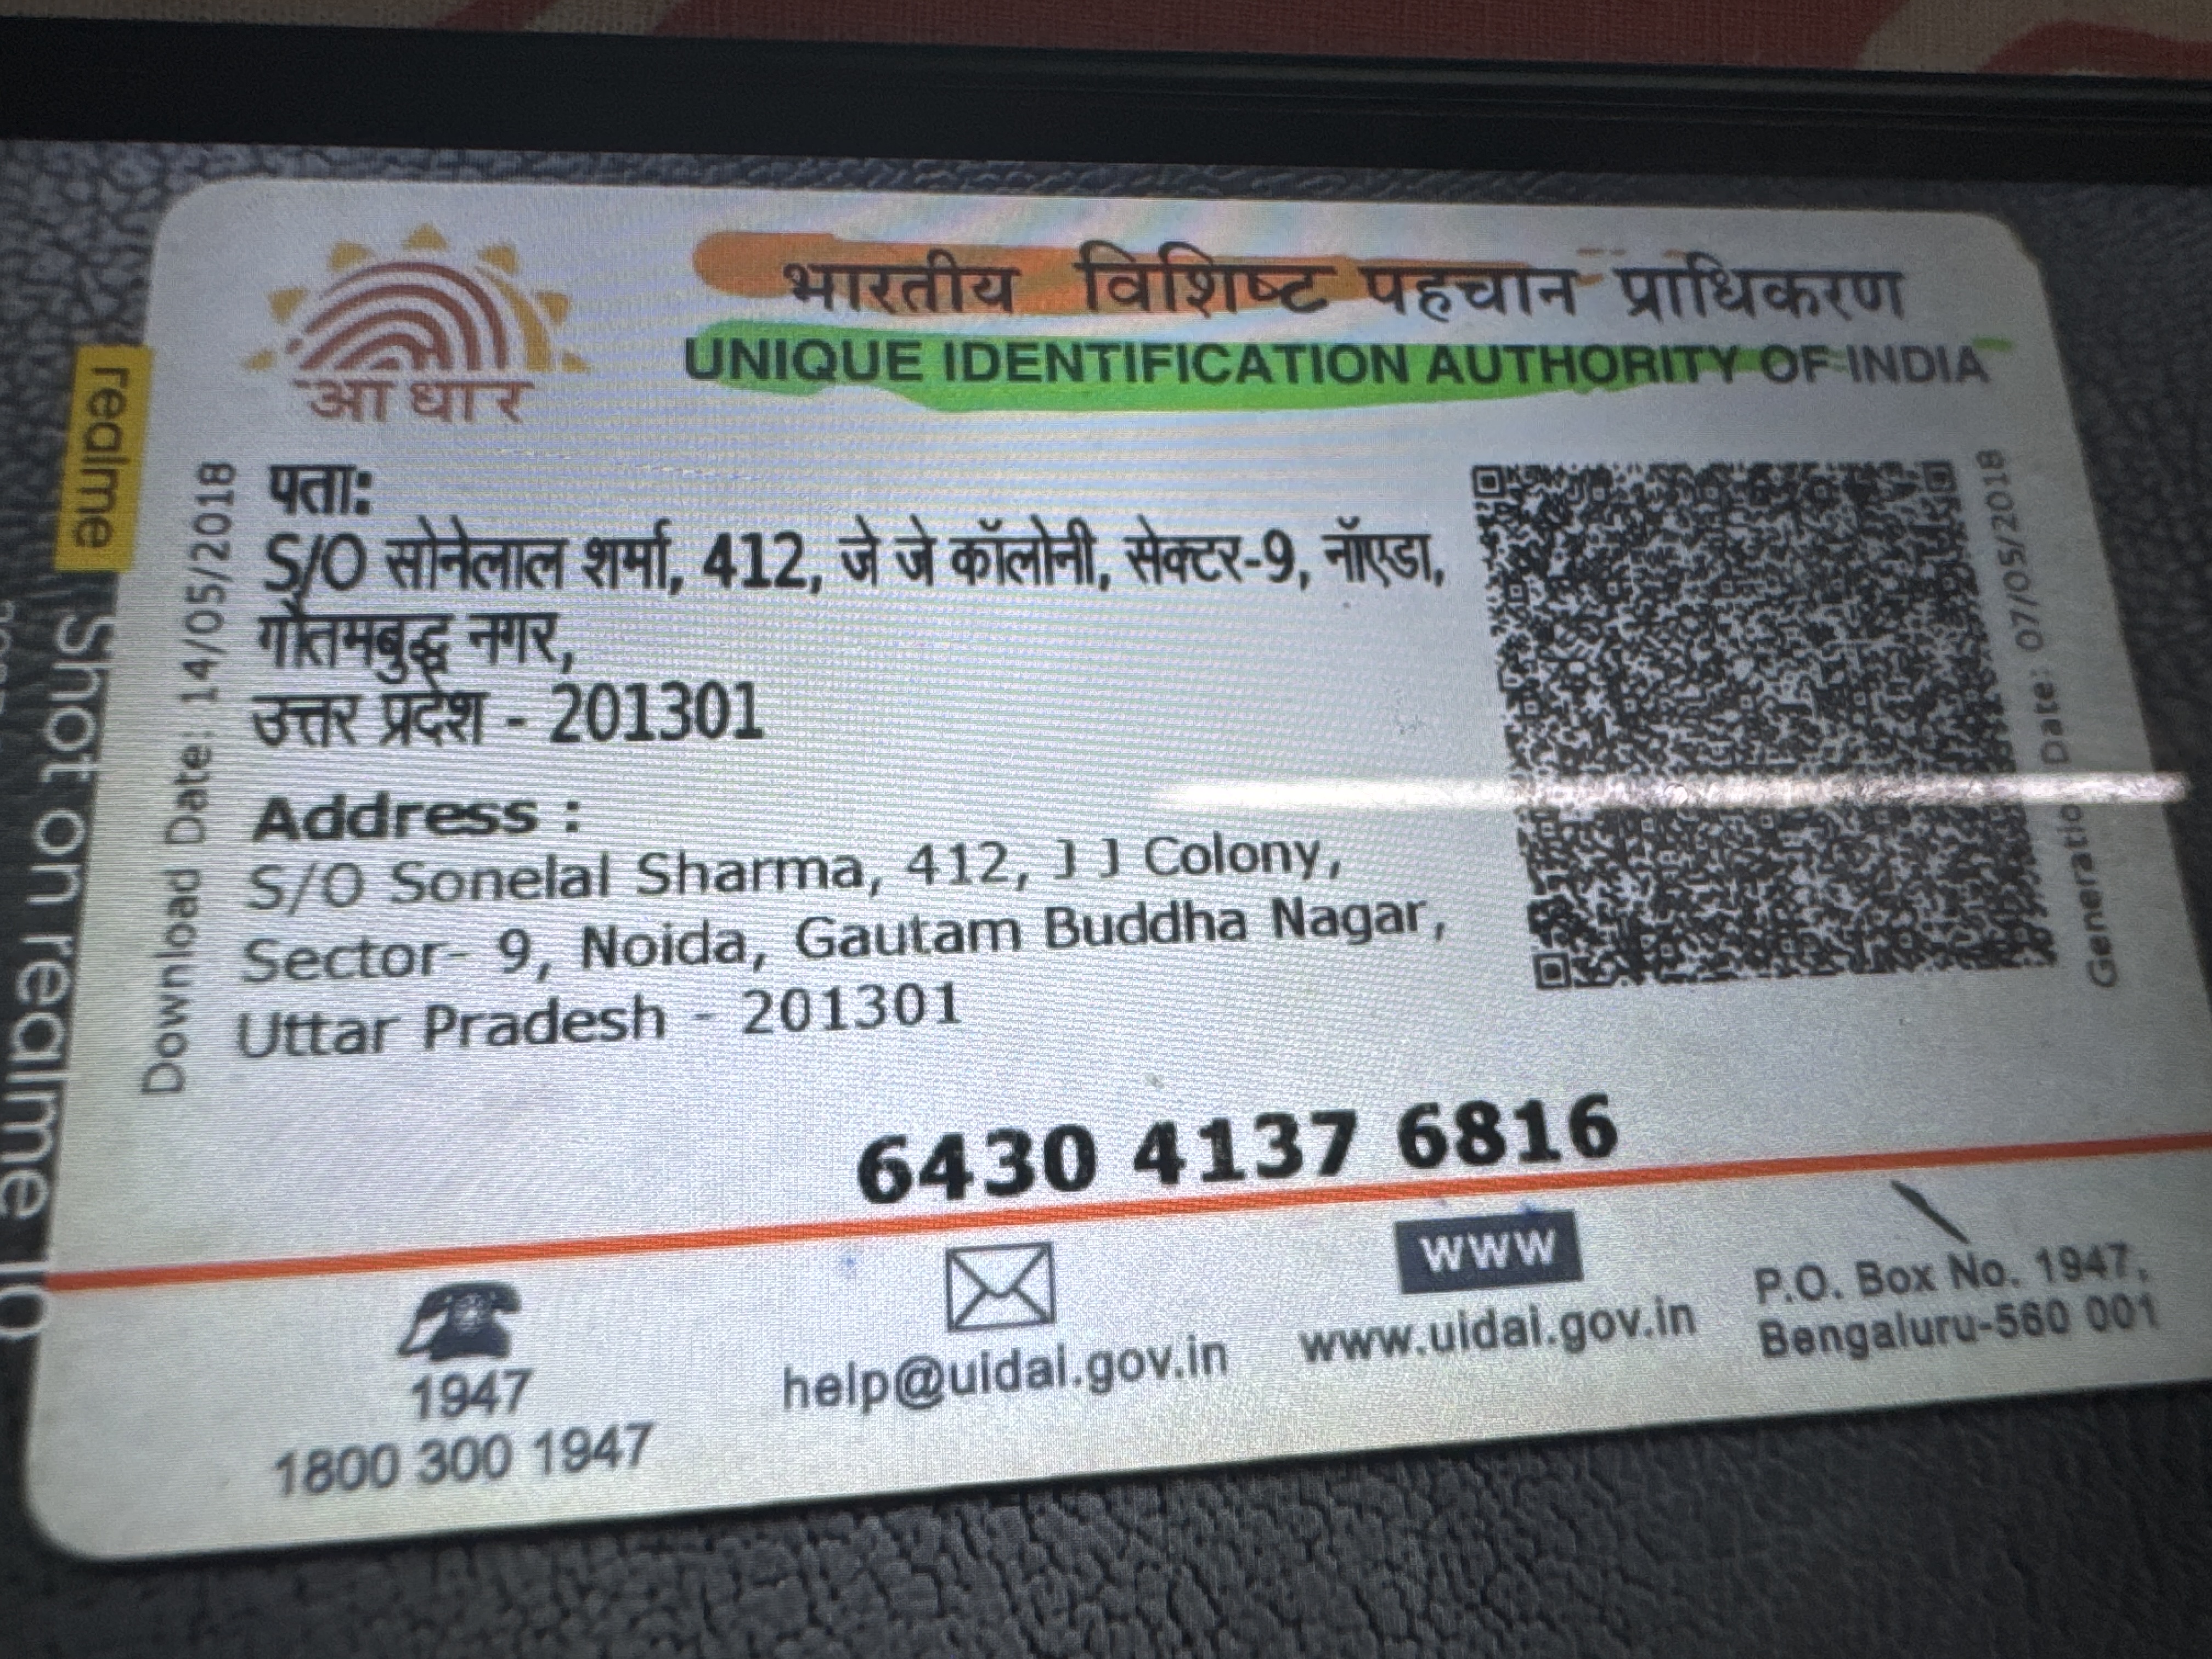 भारतीय विशिष्ट पहचान प्राधिकरण
UNIQUE IDENTIFICATION AUTHORITY OF INDIA
आधार
Download Date: 14/05/2018
पता:
S/O सोनेलाल शर्मा, 412, जे जे कॉलोनी, सेक्टर-9, नॉएडा,
गौतमबुद्ध नगर,
उत्तर प्रदेश - 201301
Address :
S/O Sonelal Sharma, 412, J J Colony,
Sector- 9, Noida, Gautam Buddha Nagar,
Uttar Pradesh - 201301
Generation Date: 07/05/2018
6430 4137 6816
1947
1800 300 1947
help@uidai.gov.in
www
www.uidai.gov.in
P.O. Box No. 1947,
Bengaluru-560 001
realme
Shot on realme 10